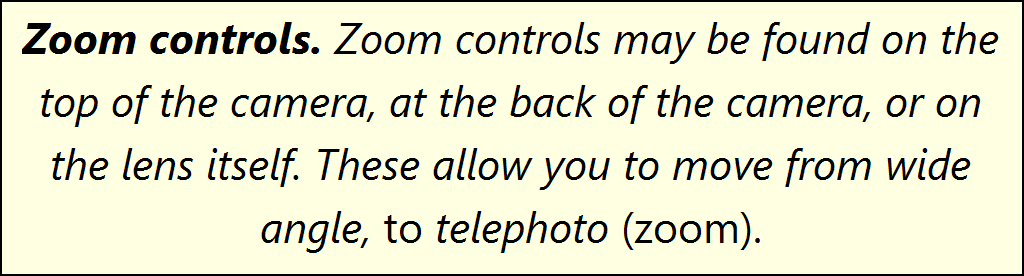 Zoom controls. Zoom controls may be found on the
top of the camera, at the back of the camera, or on
the lens itself. These allow you to move from wide
angle, to telephoto (zoom).